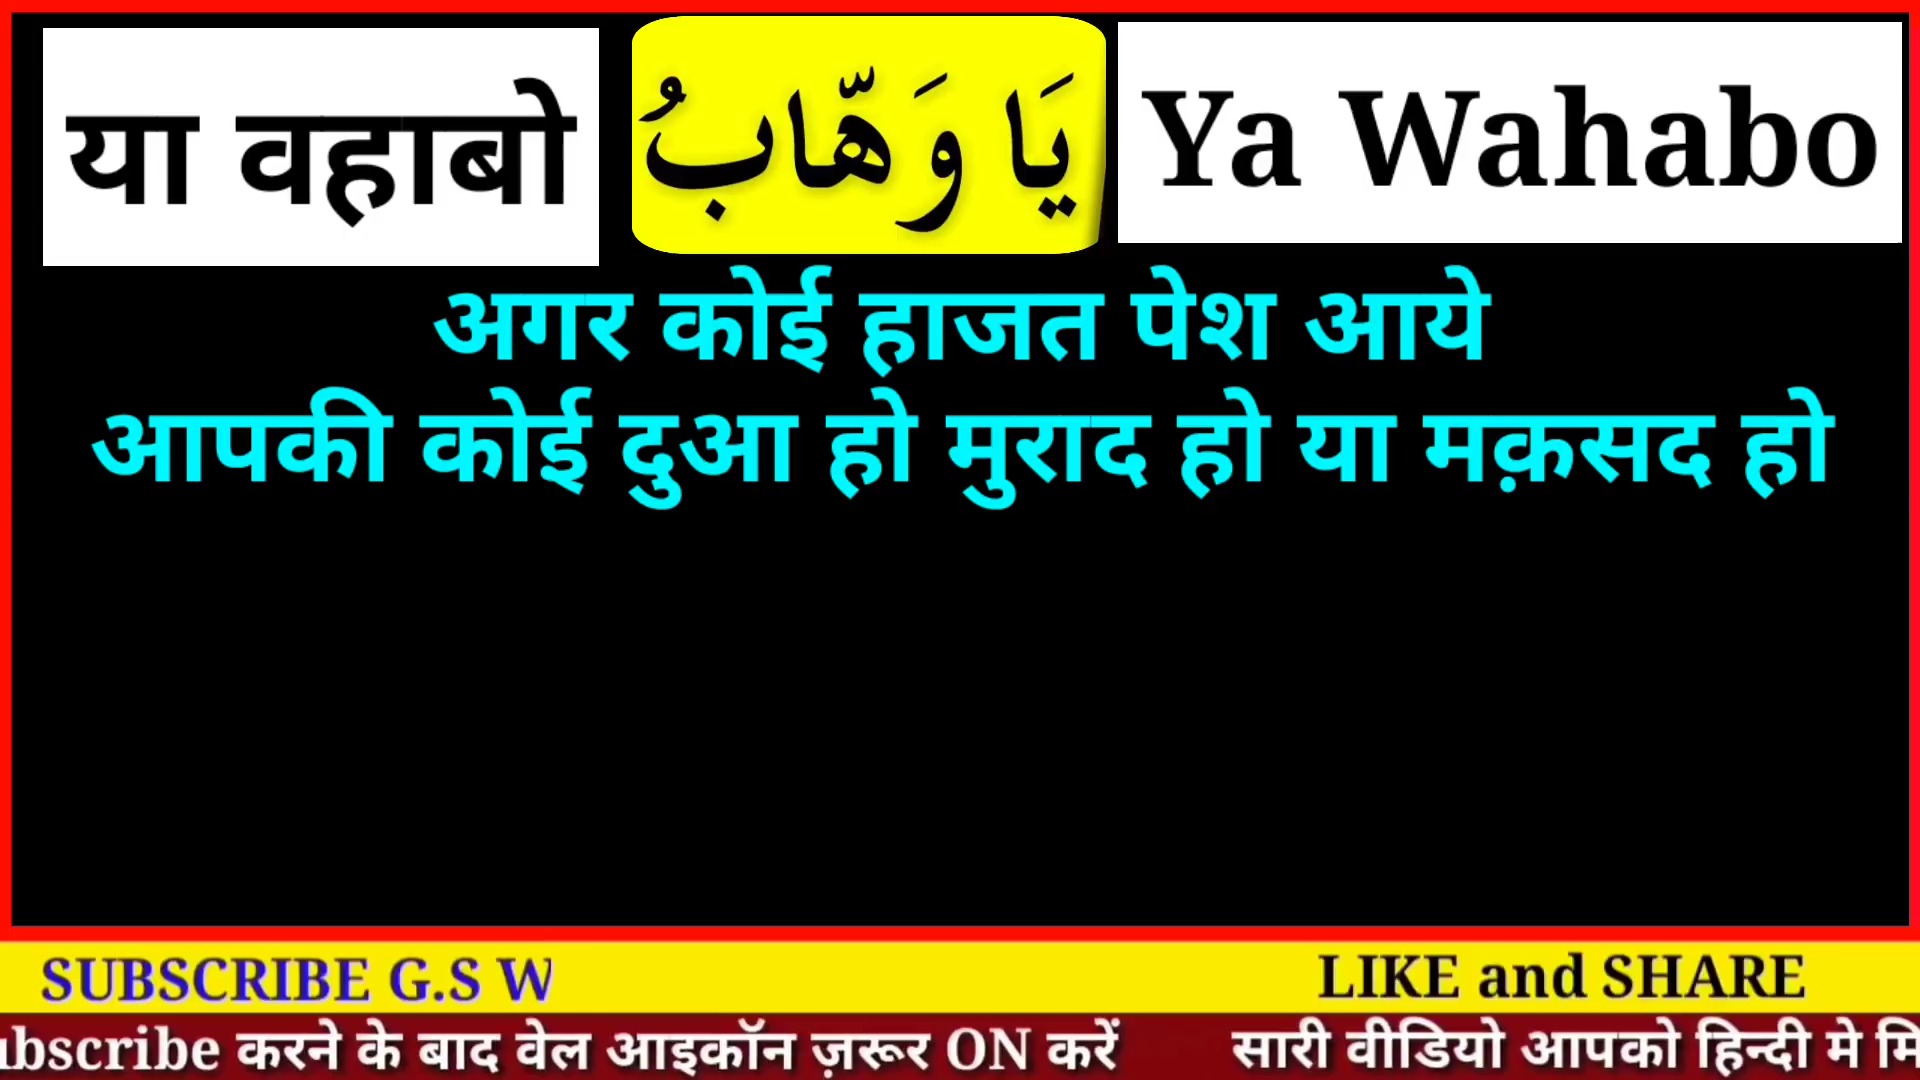 या वहाबो
يَا وَهَّابُ
Ya Wahabo
अगर कोई हाजत पेश आये
आपकी कोई दुआ हो मुराद हो या मक़सद हो
SUBSCRIBE G.S W
LIKE and SHARE
ubscribe करने के बाद वेल आइकॉन ज़रूर ON करें
सारी वीडियो आपको हिन्दी मे मि